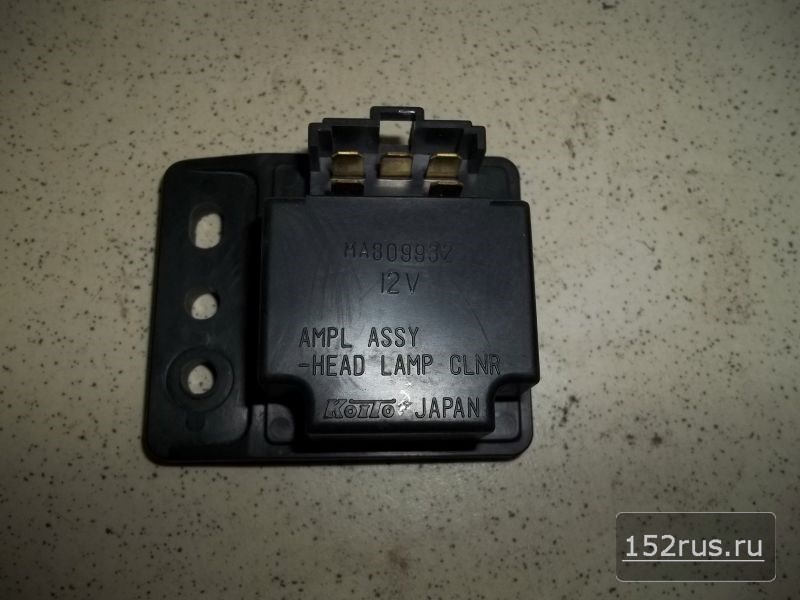 MA809932
12V
AMPL ASSY
-HEAD LAMP CLNR
KOITO JAPAN
152rus.ru